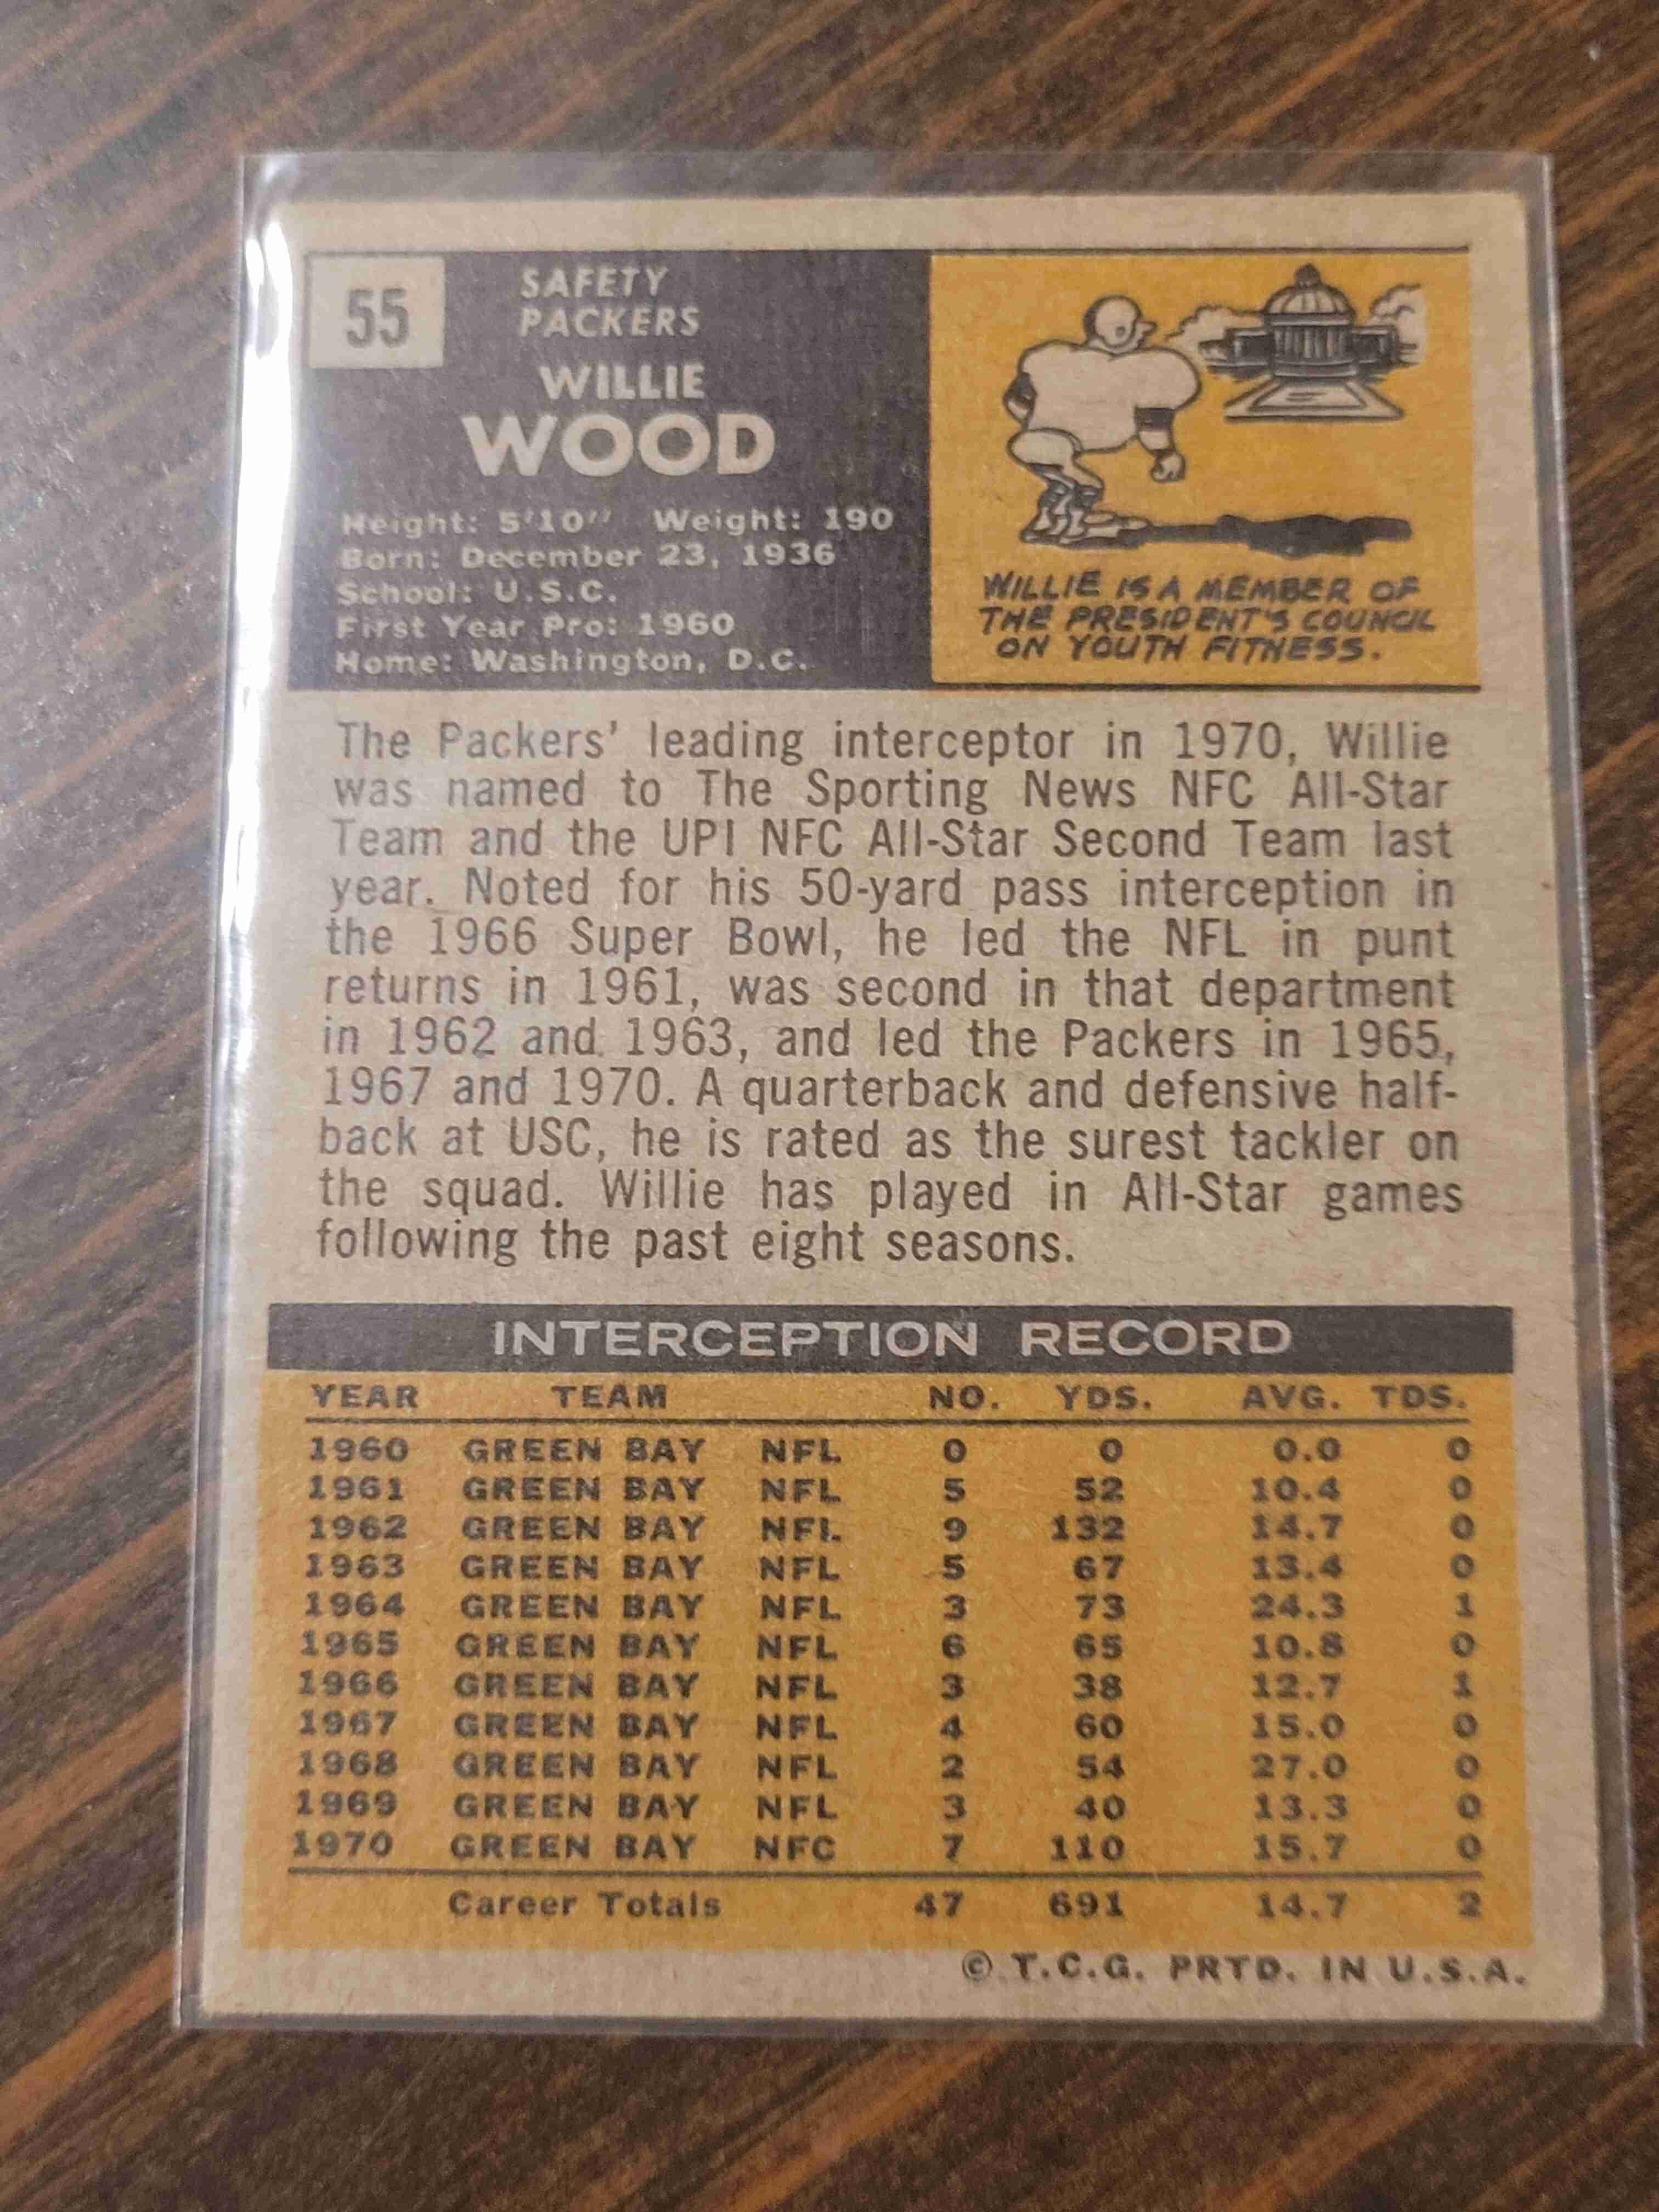 55
SAFETY
PACKERS
WILLIE
WOOD
Height: 5'10" Weight: 190
Born: December 23, 1936
School: U.S.C.
First Year Pro: 1960
Home: Washington, D.C.
WILLIE IS A MEMBER OF
THE PRESIDENT'S COUNCIL
ON YOUTH FITNESS.
The Packers' leading interceptor in 1970, Willie
was named to The Sporting News NFC All-Star
Team and the UPI NFC All-Star Second Team last
year. Noted for his 50-yard pass interception in
the 1966 Super Bowl, he led the NFL in punt
returns in 1961, was second in that department
in 1962 and 1963, and led the Packers in 1965,
1967 and 1970. A quarterback and defensive half-
back at USC, he is rated as the surest tackler on
the squad. Willie has played in All-Star games
following the past eight seasons.
INTERCEPTION RECORD
YEAR TEAM NO. YDS. AVG. TDS.
1960 GREEN BAY NFL 0 0 0.0 0
1961 GREEN BAY NFL 5 52 10.4 0
1962 GREEN BAY NFL 9 132 14.7 0
1963 GREEN BAY NFL 5 67 13.4 0
1964 GREEN BAY NFL 3 73 24.3 1
1965 GREEN BAY NFL 6 65 10.8 0
1966 GREEN BAY NFL 3 38 12.7 1
1967 GREEN BAY NFL 4 60 15.0 0
1968 GREEN BAY NFL 2 54 27.0 0
1969 GREEN BAY NFL 3 40 13.3 0
1970 GREEN BAY NFC 7 110 15.7 0
Career Totals 47 691 14.7 2
© T.C.G. PRTD. IN U.S.A.